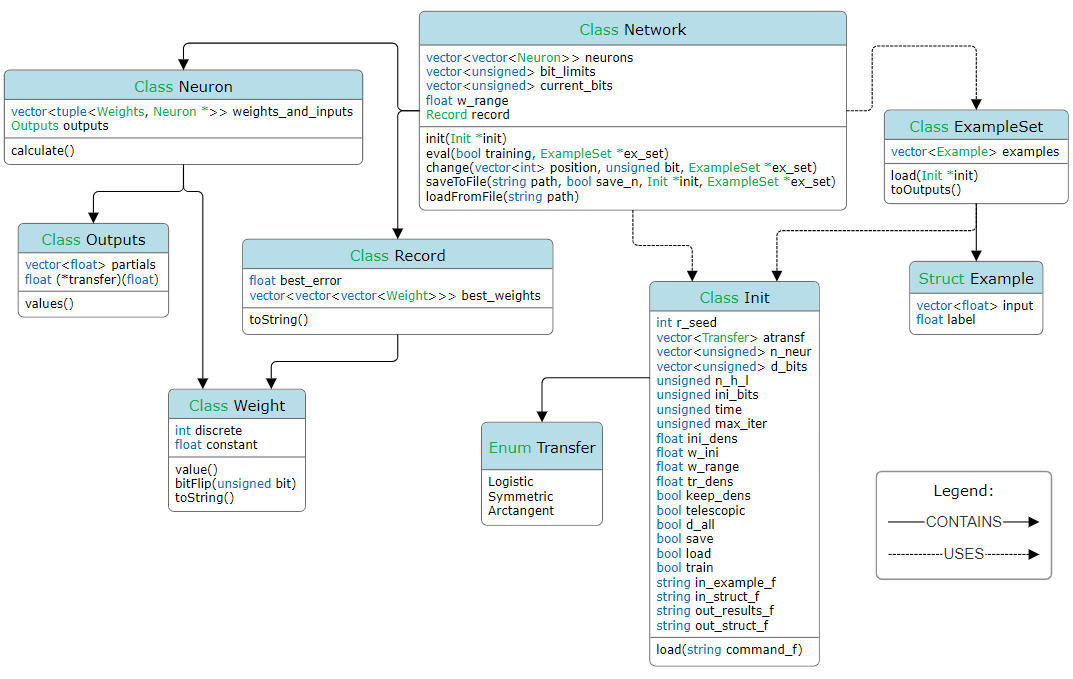 Class Network
vector<vector<Neuron>> neurons
vector<unsigned> bit_limits
vector<unsigned> current_bits
float w_range
Record record
init(Init *init)
eval(bool training, ExampleSet *ex_set)
change(vector<int> position, unsigned bit, ExampleSet *ex_set)
saveToFile(string path, bool save_n, Init *init, ExampleSet *ex_set)
loadFromFile(string path)
Class Neuron
vector<tuple<Weights, Neuron *>> weights_and_inputs
Outputs outputs
calculate()
Class ExampleSet
vector<Example> examples
load(Init *init)
toOutputs()
Class Outputs
vector<float> partials
float (*transfer)(float)
values()
Class Record
float best_error
vector<vector<vector<Weight>>> best_weights
toString()
Struct Example
vector<float> input
float label
Class Init
int r_seed
vector<Transfer> atransf
vector<unsigned> n_neur
vector<unsigned> d_bits
unsigned n_h_l
unsigned ini_bits
unsigned time
unsigned max_iter
float ini_dens
float w_ini
float w_range
float tr_dens
bool keep_dens
bool telescopic
bool d_all
bool save
bool load
bool train
string in_example_f
string in_struct_f
string out_results_f
string out_struct_f
load(string command_f)
Class Weight
int discrete
float constant
value()
bitFlip(unsigned bit)
toString()
Enum Transfer
Logistic
Symmetric
Arctangent
Legend:
CONTAINS
USES